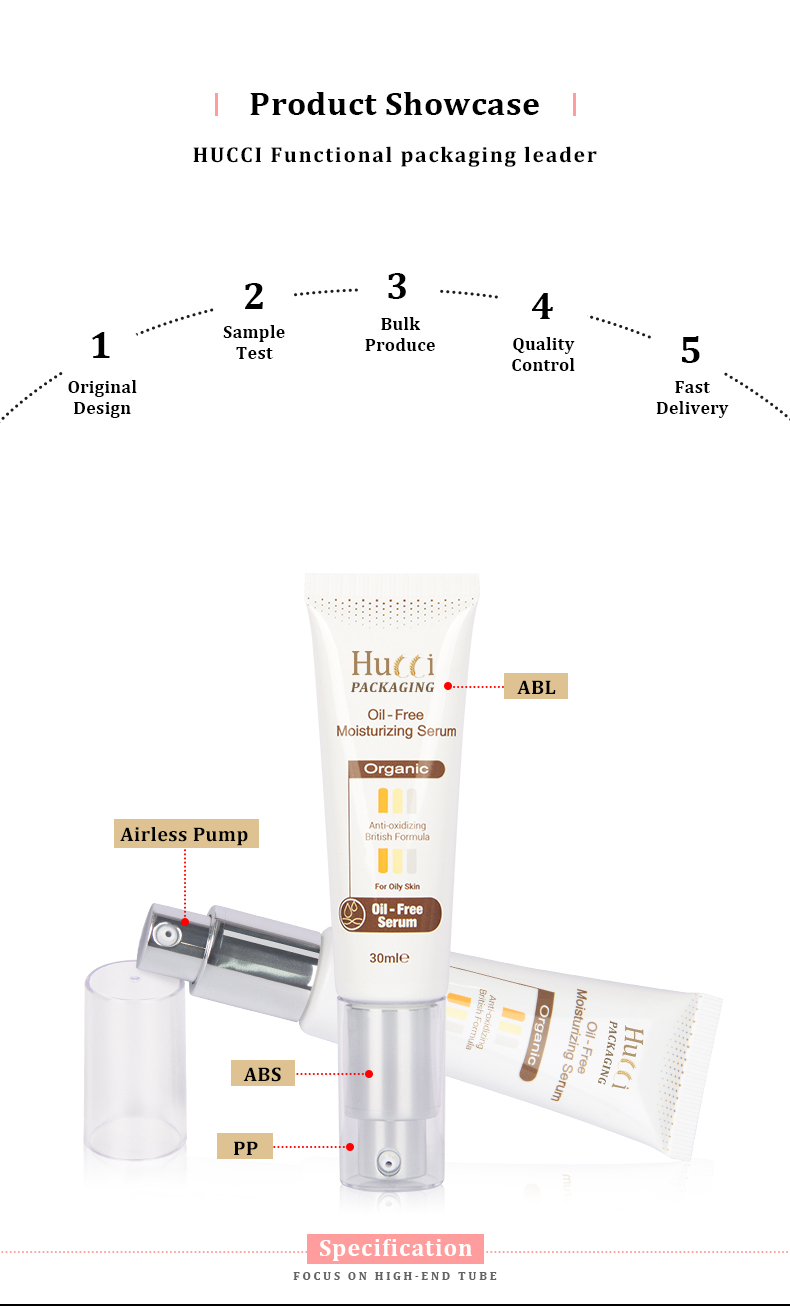 Product Showcase
HUCCI Functional packaging leader
1
Original
Design
2
Sample
Test
3
Bulk
Produce
4
Quality
Control
5
Fast
Delivery
Hucci
PACKAGING
ABL
Oil-Free
Moisturizing Serum
Organic
Anti-oxidizing
British Formula
For Oily Skin
Oil-Free
Serum
30ml℮
Airless Pump
Hucci
PACKAGING
Oil-Free
Moisturizing Serum
Organic
Anti-oxidizing
British Formula
ABS
PP
Specification
FOCUS ON HIGH-END TUBE